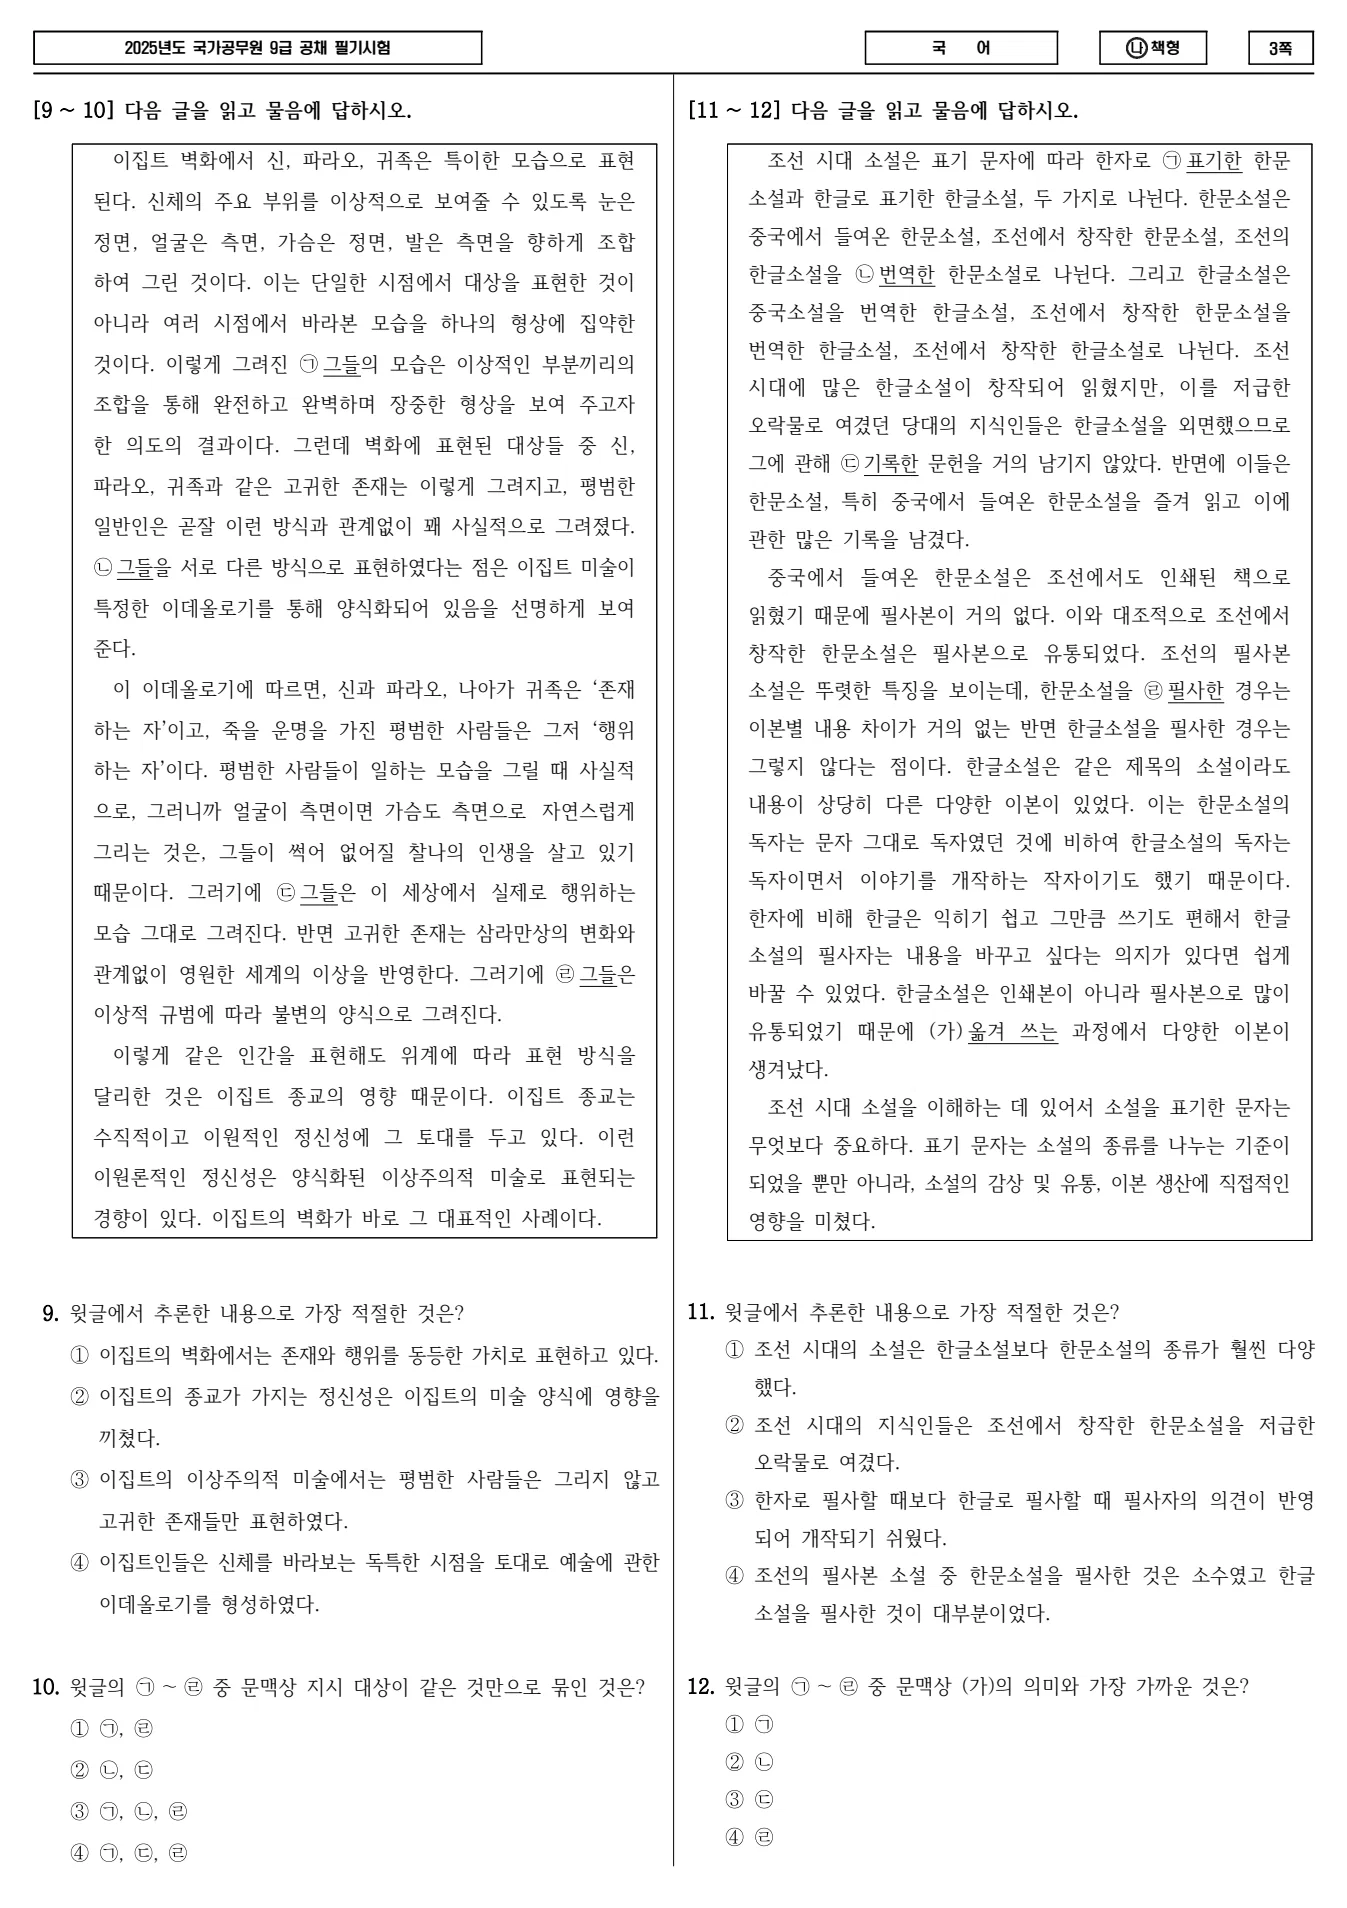 2025년도 국가공무원 9급 공채 필기시험
국 어
㉯책형
3쪽
[9 ~ 10] 다음 글을 읽고 물음에 답하시오.
이집트 벽화에서 신, 파라오, 귀족은 특이한 모습으로 표현
된다. 신체의 주요 부위를 이상적으로 보여줄 수 있도록 눈은
정면, 얼굴은 측면, 가슴은 정면, 발은 측면을 향하게 조합
하여 그린 것이다. 이는 단일한 시점에서 대상을 표현한 것이
아니라 여러 시점에서 바라본 모습을 하나의 형상에 집약한
것이다. 이렇게 그려진 ㉠그들의 모습은 이상적인 부분끼리의
조합을 통해 완전하고 완벽하며 장중한 형상을 보여 주고자
한 의도의 결과이다. 그런데 벽화에 표현된 대상들 중 신,
파라오, 귀족과 같은 고귀한 존재는 이렇게 그려지고, 평범한
일반인은 곧잘 이런 방식과 관계없이 꽤 사실적으로 그려졌다.
㉡그들을 서로 다른 방식으로 표현하였다는 점은 이집트 미술이
특정한 이데올로기를 통해 양식화되어 있음을 선명하게 보여
준다.
이 이데올로기에 따르면, 신과 파라오, 나아가 귀족은 ‘존재
하는 자’이고, 죽을 운명을 가진 평범한 사람들은 그저 ‘행위
하는 자’이다. 평범한 사람들이 일하는 모습을 그릴 때 사실적
으로, 그러니까 얼굴이 측면이면 가슴도 측면으로 자연스럽게
그리는 것은, 그들이 썩어 없어질 찰나의 인생을 살고 있기
때문이다. 그러기에 ㉢그들은 이 세상에서 실제로 행위하는
모습 그대로 그려진다. 반면 고귀한 존재는 삼라만상의 변화와
관계없이 영원한 세계의 이상을 반영한다. 그러기에 ㉣그들은
이상적 규범에 따라 불변의 양식으로 그려진다.
이렇게 같은 인간을 표현해도 위계에 따라 표현 방식을
달리한 것은 이집트 종교의 영향 때문이다. 이집트 종교는
수직적이고 이원적인 정신성에 그 토대를 두고 있다. 이런
이원론적인 정신성은 양식화된 이상주의적 미술로 표현되는
경향이 있다. 이집트의 벽화가 바로 그 대표적인 사례이다.
9. 윗글에서 추론한 내용으로 가장 적절한 것은?
① 이집트의 벽화에서는 존재와 행위를 동등한 가치로 표현하고 있다.
② 이집트의 종교가 가지는 정신성은 이집트의 미술 양식에 영향을
끼쳤다.
③ 이집트의 이상주의적 미술에서는 평범한 사람들은 그리지 않고
고귀한 존재들만 표현하였다.
④ 이집트인들은 신체를 바라보는 독특한 시점을 토대로 예술에 관한
이데올로기를 형성하였다.
10. 윗글의 ㉠ ~ ㉣ 중 문맥상 지시 대상이 같은 것만으로 묶인 것은?
① ㉠, ㉣
② ㉡, ㉢
③ ㉠, ㉡, ㉣
④ ㉠, ㉢, ㉣
[11 ~ 12] 다음 글을 읽고 물음에 답하시오.
조선 시대 소설은 표기 문자에 따라 한자로 ㉠표기한 한문
소설과 한글로 표기한 한글소설, 두 가지로 나뉜다. 한문소설은
중국에서 들여온 한문소설, 조선에서 창작한 한문소설, 조선의
한글소설을 ㉡번역한 한문소설로 나뉜다. 그리고 한글소설은
중국소설을 번역한 한글소설, 조선에서 창작한 한문소설을
번역한 한글소설, 조선에서 창작한 한글소설로 나뉜다. 조선
시대에 많은 한글소설이 창작되어 읽혔지만, 이를 저급한
오락물로 여겼던 당대의 지식인들은 한글소설을 외면했으므로
그에 관해 ㉢기록한 문헌을 거의 남기지 않았다. 반면에 이들은
한문소설, 특히 중국에서 들여온 한문소설을 즐겨 읽고 이에
관한 많은 기록을 남겼다.
중국에서 들여온 한문소설은 조선에서도 인쇄된 책으로
읽혔기 때문에 필사본이 거의 없다. 이와 대조적으로 조선에서
창작한 한문소설은 필사본으로 유통되었다. 조선의 필사본
소설은 뚜렷한 특징을 보이는데, 한문소설을 ㉣필사한 경우는
이본별 내용 차이가 거의 없는 반면 한글소설을 필사한 경우는
그렇지 않다는 점이다. 한글소설은 같은 제목의 소설이라도
내용이 상당히 다른 다양한 이본이 있었다. 이는 한문소설의
독자는 문자 그대로 독자였던 것에 비하여 한글소설의 독자는
독자이면서 이야기를 개작하는 작자이기도 했기 때문이다.
한자에 비해 한글은 익히기 쉽고 그만큼 쓰기도 편해서 한글
소설의 필사자는 내용을 바꾸고 싶다는 의지가 있다면 쉽게
바꿀 수 있었다. 한글소설은 인쇄본이 아니라 필사본으로 많이
유통되었기 때문에 (가)옮겨 쓰는 과정에서 다양한 이본이
생겨났다.
조선 시대 소설을 이해하는 데 있어서 소설을 표기한 문자는
무엇보다 중요하다. 표기 문자는 소설의 종류를 나누는 기준이
되었을 뿐만 아니라, 소설의 감상 및 유통, 이본 생산에 직접적인
영향을 미쳤다.
11. 윗글에서 추론한 내용으로 가장 적절한 것은?
① 조선 시대의 소설은 한글소설보다 한문소설의 종류가 훨씬 다양
했다.
② 조선 시대의 지식인들은 조선에서 창작한 한문소설을 저급한
오락물로 여겼다.
③ 한자로 필사할 때보다 한글로 필사할 때 필사자의 의견이 반영
되어 개작되기 쉬웠다.
④ 조선의 필사본 소설 중 한문소설을 필사한 것은 소수였고 한글
소설을 필사한 것이 대부분이었다.
12. 윗글의 ㉠ ~ ㉣ 중 문맥상 (가)의 의미와 가장 가까운 것은?
① ㉠
② ㉡
③ ㉢
④ ㉣